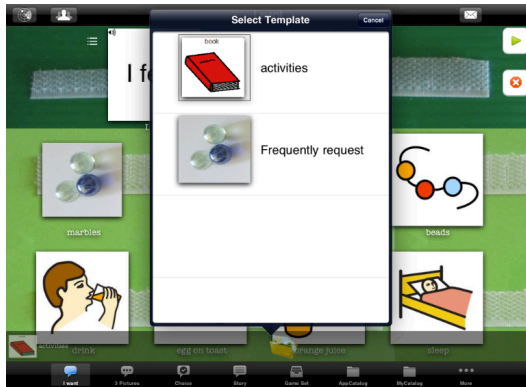 Select Template
Cancel
book
activities
Frequently request
I fe
marbles
beads
activities
drink
egg on toast
orange juice
sleep
I want
3 Pictures
Choice
Story
Game Set
AppCatalog
MyCatalog
More